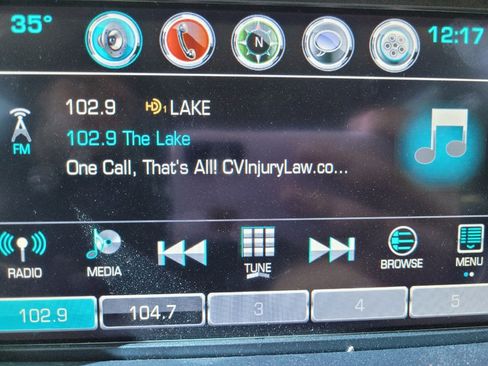 35°
N
12:17
102.9 HD1 LAKE
102.9 The Lake
FM
One Call, That's All! CVInjuryLaw.co...
RADIO
MEDIA
TUNE
BROWSE
MENU
102.9
104.7
3
4
5